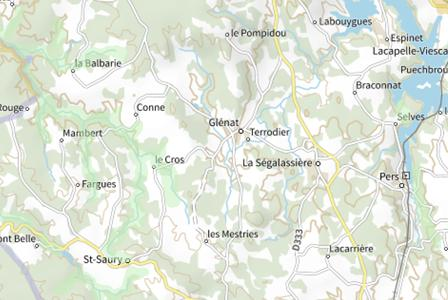 Labouygues
le Pompidou
Espinet
Lacapelle-Viesca
la Balbarie
Puechbrou
Braconnat
Rouge
Conne
Glénat
Selves
Mambert
Terrodier
le Cros
La Ségalassière
Pers
Fargues
les Mestries
D333
ont Belle
St-Saury
Lacarrière